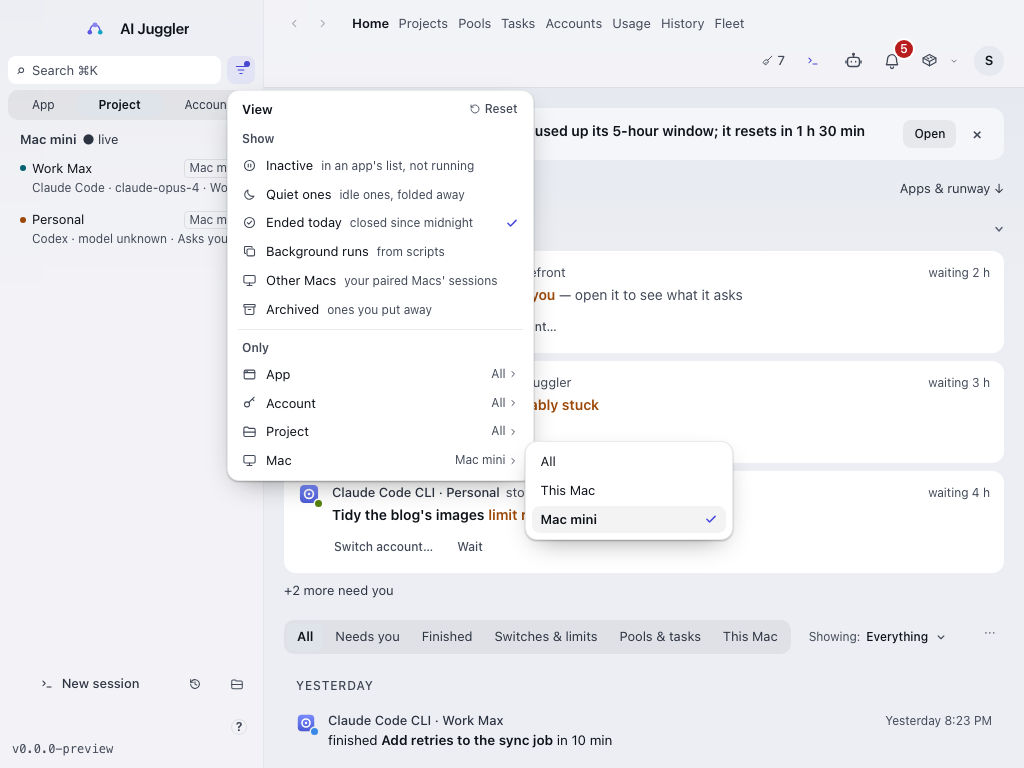 AI Juggler
Home Projects Pools Tasks Accounts Usage History Fleet
Search ⌘K
7
5
S
App Project Accoun
Mac mini live
Work Max Mac m
Claude Code · claude-opus-4 · Wo
Personal Mac m
Codex · model unknown · Asks you
View Reset
Show
Inactive in an app's list, not running
Quiet ones idle ones, folded away
Ended today closed since midnight
Background runs from scripts
Other Macs your paired Macs' sessions
Archived ones you put away
Only
App All
Account All
Project All
Mac Mac mini
All
This Mac
Mac mini
used up its 5-hour window; it resets in 1 h 30 min
Open
Apps & runway ↓
efront waiting 2 h
you — open it to see what it asks
nt…
uggler waiting 3 h
ably stuck
Claude Code CLI · Personal sto waiting 4 h
Tidy the blog's images limit r
Switch account… Wait
+2 more need you
All Needs you Finished Switches & limits Pools & tasks This Mac Showing: Everything ...
YESTERDAY
Claude Code CLI · Work Max Yesterday 8:23 PM
finished Add retries to the sync job in 10 min
New session
?
v0.0.0-preview